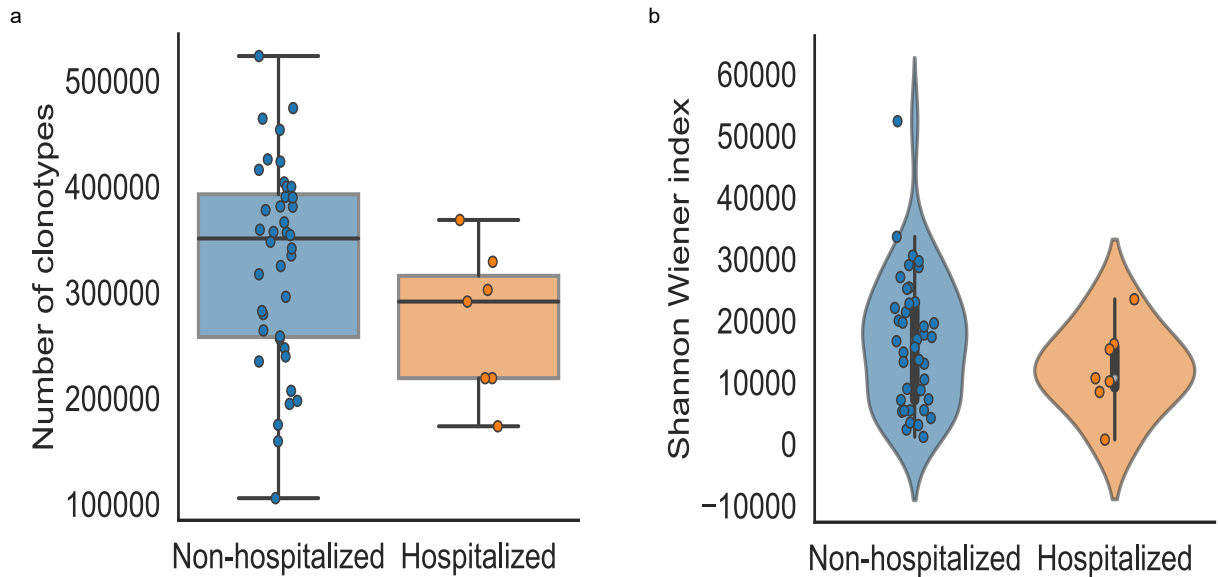 a
Number of clonotypes
500000
400000
300000
200000
100000
Non-hospitalized
Hospitalized
b
Shannon Wiener index
60000
50000
40000
30000
20000
10000
0
−10000
Non-hospitalized
Hospitalized